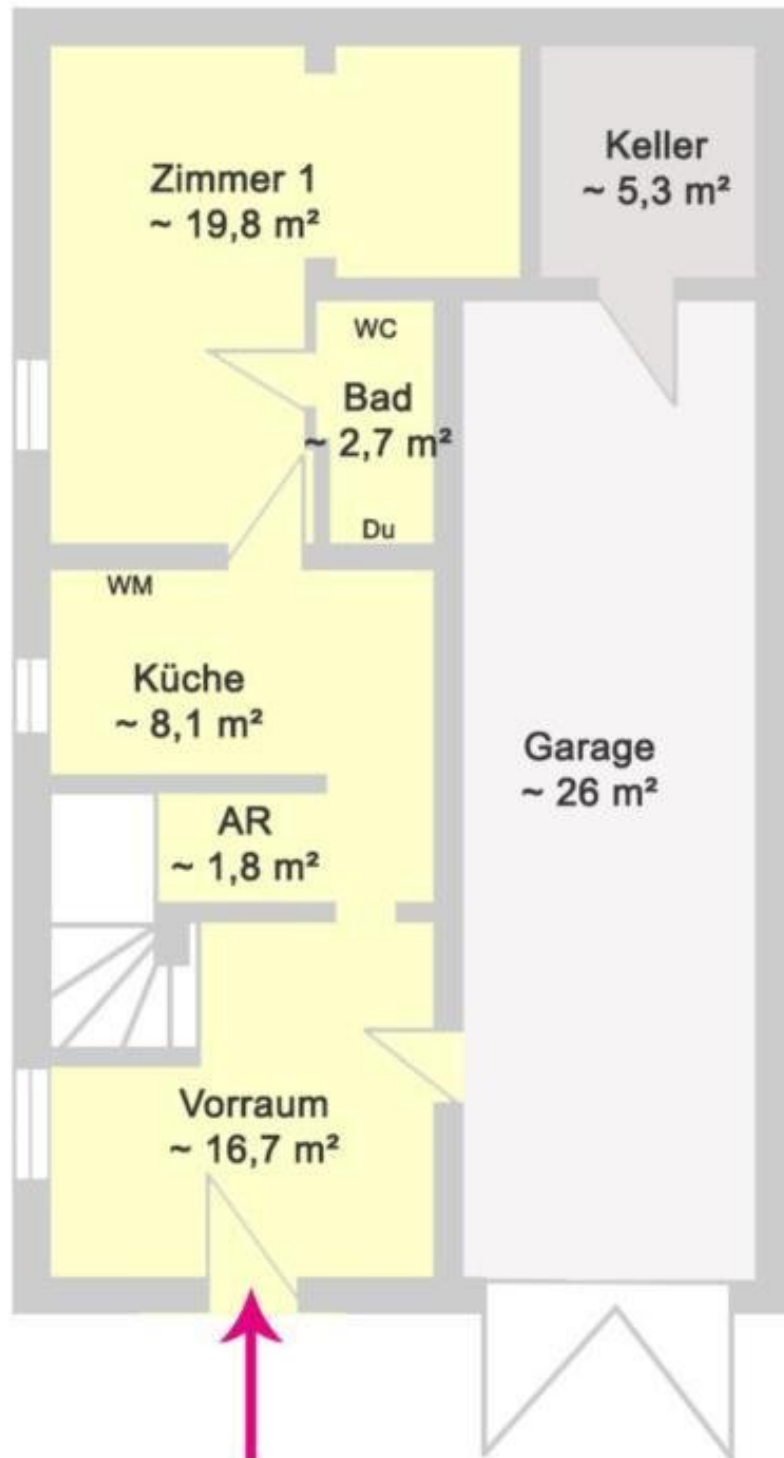 Zimmer 1
~ 19,8 m²
Keller
~ 5,3 m²
WC
Bad
~ 2,7 m²
Du
WM
Küche
~ 8,1 m²
Garage
~ 26 m²
AR
~ 1,8 m²
Vorraum
~ 16,7 m²